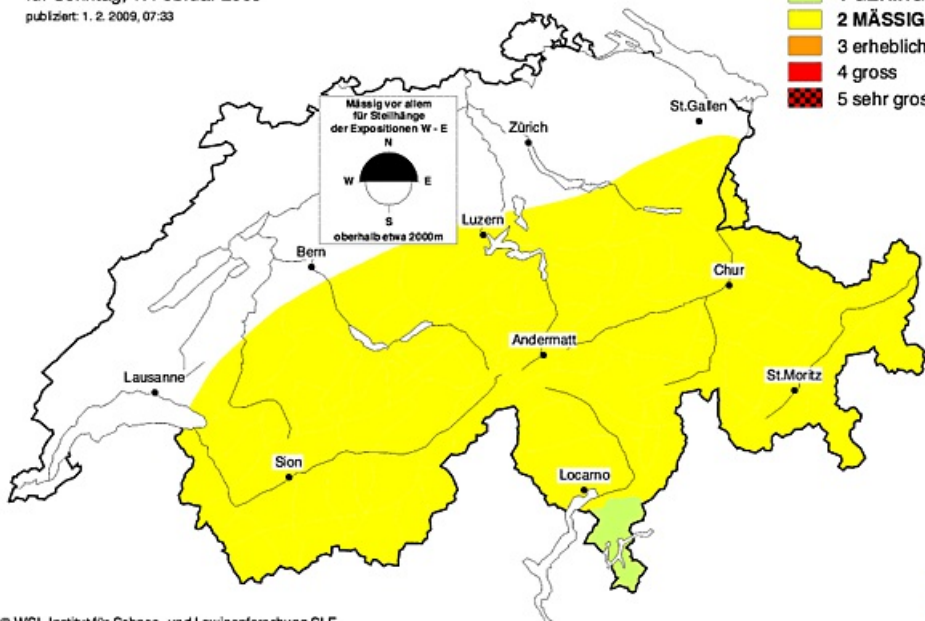 publiziert: 1. 2. 2009, 07:33
2 MÄSSIG
3 erheblich
4 gross
5 sehr gros
Mässig vor allem
für Steilhänge
der Expositionen W - E
N
W E
S
oberhalb etwa 2000m
St.Gallen
Zürich
Luzern
Bern
Chur
Andermatt
Lausanne
St.Moritz
Sion
Locarno